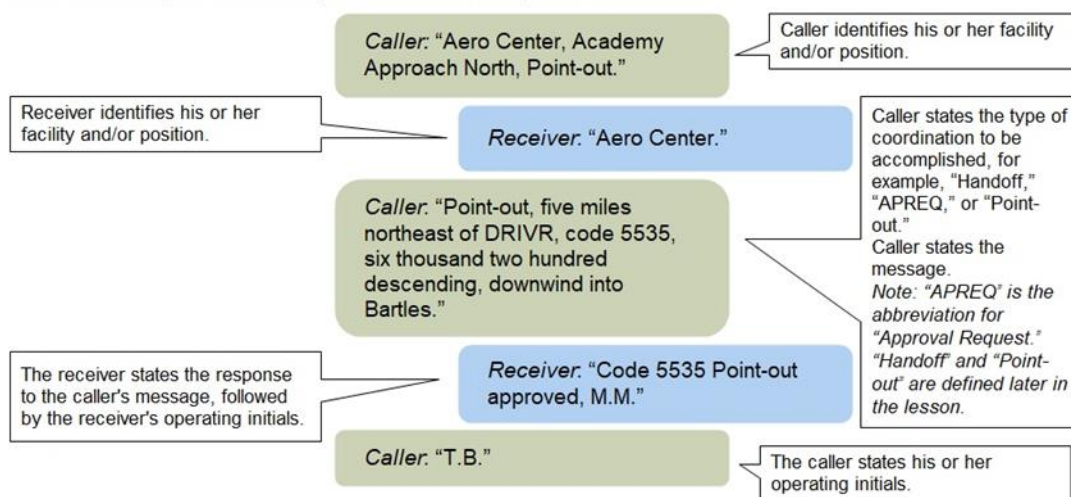 Caller: “Aero Center, Academy
Approach North, Point-out.”
Caller identifies his or her facility
and/or position.
Receiver identifies his or her
facility and/or position.
Receiver: “Aero Center.”
Caller states the type of
coordination to be
accomplished, for
example, “Handoff,”
“APREQ,” or “Point-
out.”
Caller states the
message.
Note: “APREQ” is the
abbreviation for
“Approval Request.”
“Handoff” and “Point-
out” are defined later in
the lesson.
Caller: “Point-out, five miles
northeast of DRIVR, code 5535,
six thousand two hundred
descending, downwind into
Bartles.”
Receiver: “Code 5535 Point-out
approved, M.M.”
The receiver states the response
to the caller's message, followed
by the receiver's operating initials.
Caller: “T.B.”
The caller states his or her
operating initials.